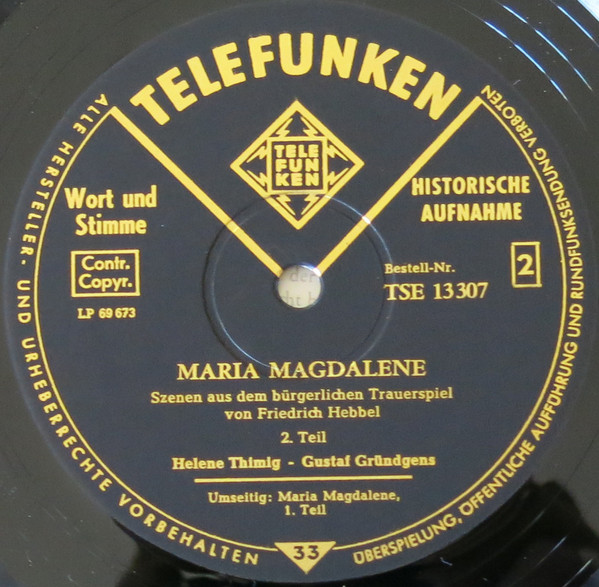 TELEFUNKEN
TELE
FUN
KEN
Wort und
Stimme
HISTORISCHE
AUFNAHME
Contr.
Copyr.
LP 69 673
Bestell-Nr.
TSE 13 307
2
MARIA MAGDALENE
Szenen aus dem bürgerlichen Trauerspiel
von Friedrich Hebbel
2. Teil
Helene Thimig - Gustaf Gründgens
Umseitig: Maria Magdalene,
1. Teil
33
ALLE HERSTELLER- UND URHEBERRECHTE VORBEHALTEN
ÜBERSPIELUNG, ÖFFENTLICHE AUFFÜHRUNG UND RUNDFUNKSENDUNG VERBOTEN